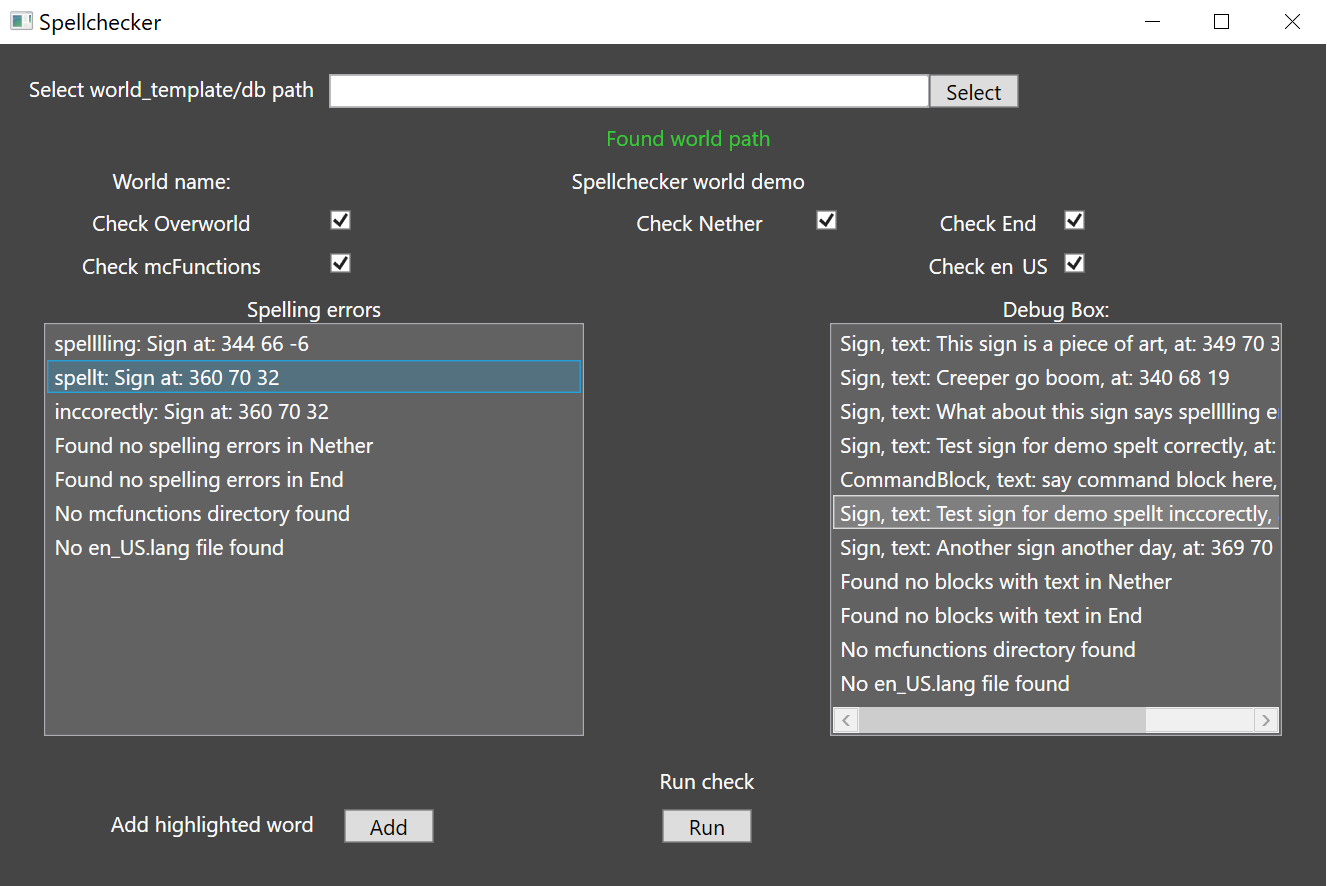 Spellchecker
Select world_template/db path
Select
Found world path
World name:
Spellchecker world demo
Check Overworld
Check Nether
Check End
Check mcFunctions
Check en US
Spelling errors
spelllling: Sign at: 344 66 -6
spellt: Sign at: 360 70 32
inccorectly: Sign at: 360 70 32
Found no spelling errors in Nether
Found no spelling errors in End
No mcfunctions directory found
No en_US.lang file found
Debug Box:
Sign, text: This sign is a piece of art, at: 349 70 3
Sign, text: Creeper go boom, at: 340 68 19
Sign, text: What about this sign says spelllling e
Sign, text: Test sign for demo spelt correctly, at:
CommandBlock, text: say command block here,
Sign, text: Test sign for demo spellt inccorectly,
Sign, text: Another sign another day, at: 369 70
Found no blocks with text in Nether
Found no blocks with text in End
No mcfunctions directory found
No en_US.lang file found
Run check
Add highlighted word
Add
Run